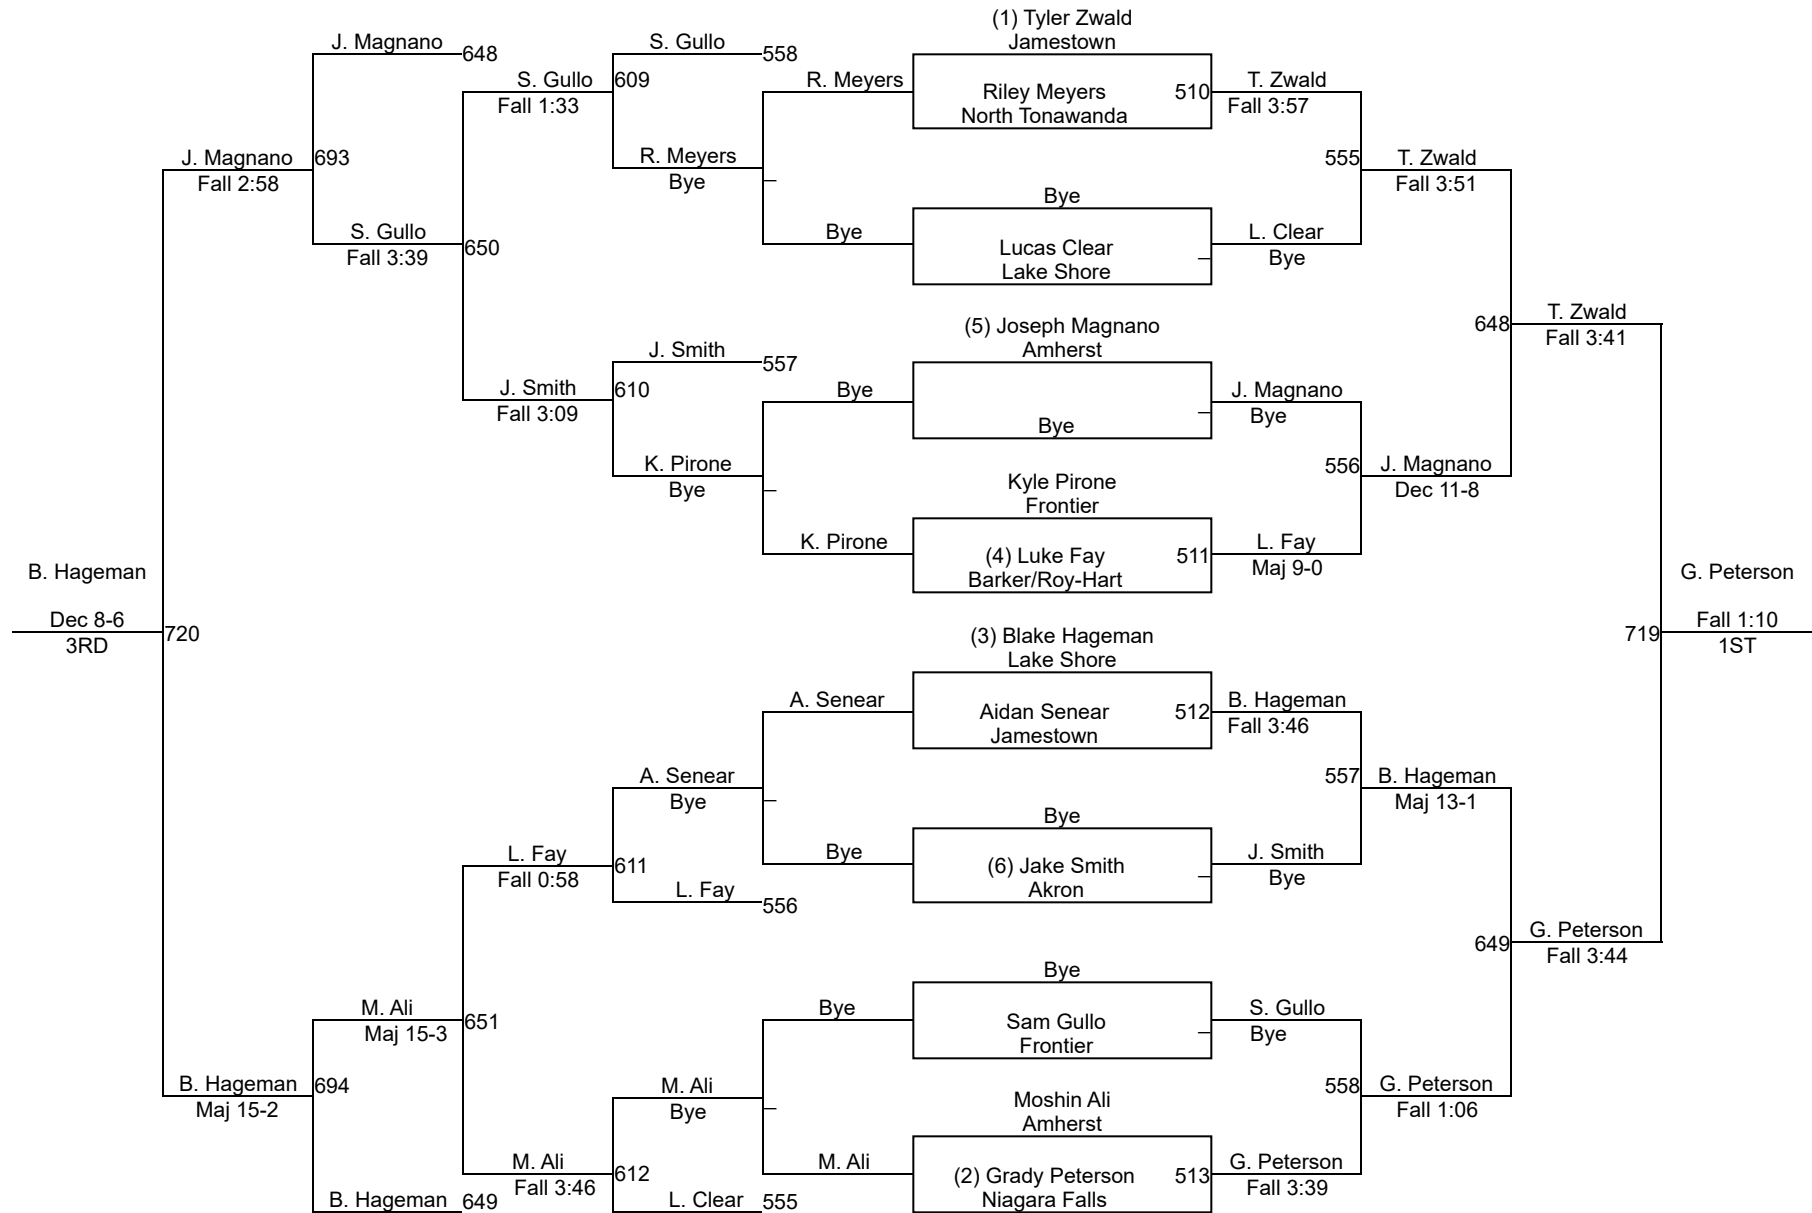 (1) Tyler Zwald
Jamestown
J. Magnano
648
S. Gullo
558
S. Gullo
609
Fall 1:33
R. Meyers
Riley Meyers
North Tonawanda
510
T. Zwald
Fall 3:57
J. Magnano
693
Fall 2:58
R. Meyers
Bye
555
T. Zwald
Fall 3:51
Bye
S. Gullo
650
Fall 3:39
Bye
Lucas Clear
Lake Shore
L. Clear
Bye
(5) Joseph Magnano
Amherst
648
T. Zwald
Fall 3:41
J. Smith
557
J. Smith
610
Fall 3:09
Bye
Bye
J. Magnano
Bye
K. Pirone
Bye
Kyle Pirone
Frontier
556
J. Magnano
Dec 11-8
K. Pirone
(4) Luke Fay
Barker/Roy-Hart
511
L. Fay
Maj 9-0
B. Hageman
Dec 8-6
3RD
720
G. Peterson
719
Fall 1:10
1ST
(3) Blake Hageman
Lake Shore
A. Senear
Aidan Senear
Jamestown
512
B. Hageman
Fall 3:46
A. Senear
Bye
557
B. Hageman
Maj 13-1
Bye
L. Fay
611
Fall 0:58
Bye
(6) Jake Smith
Akron
J. Smith
Bye
L. Fay
556
649
G. Peterson
Fall 3:44
Bye
M. Ali
651
Maj 15-3
Bye
Sam Gullo
Frontier
S. Gullo
Bye
B. Hageman
694
Maj 15-2
M. Ali
Bye
Moshin Ali
Amherst
558
G. Peterson
Fall 1:06
M. Ali
612
Fall 3:46
M. Ali
(2) Grady Peterson
Niagara Falls
513
G. Peterson
Fall 3:39
B. Hageman
649
L. Clear
555